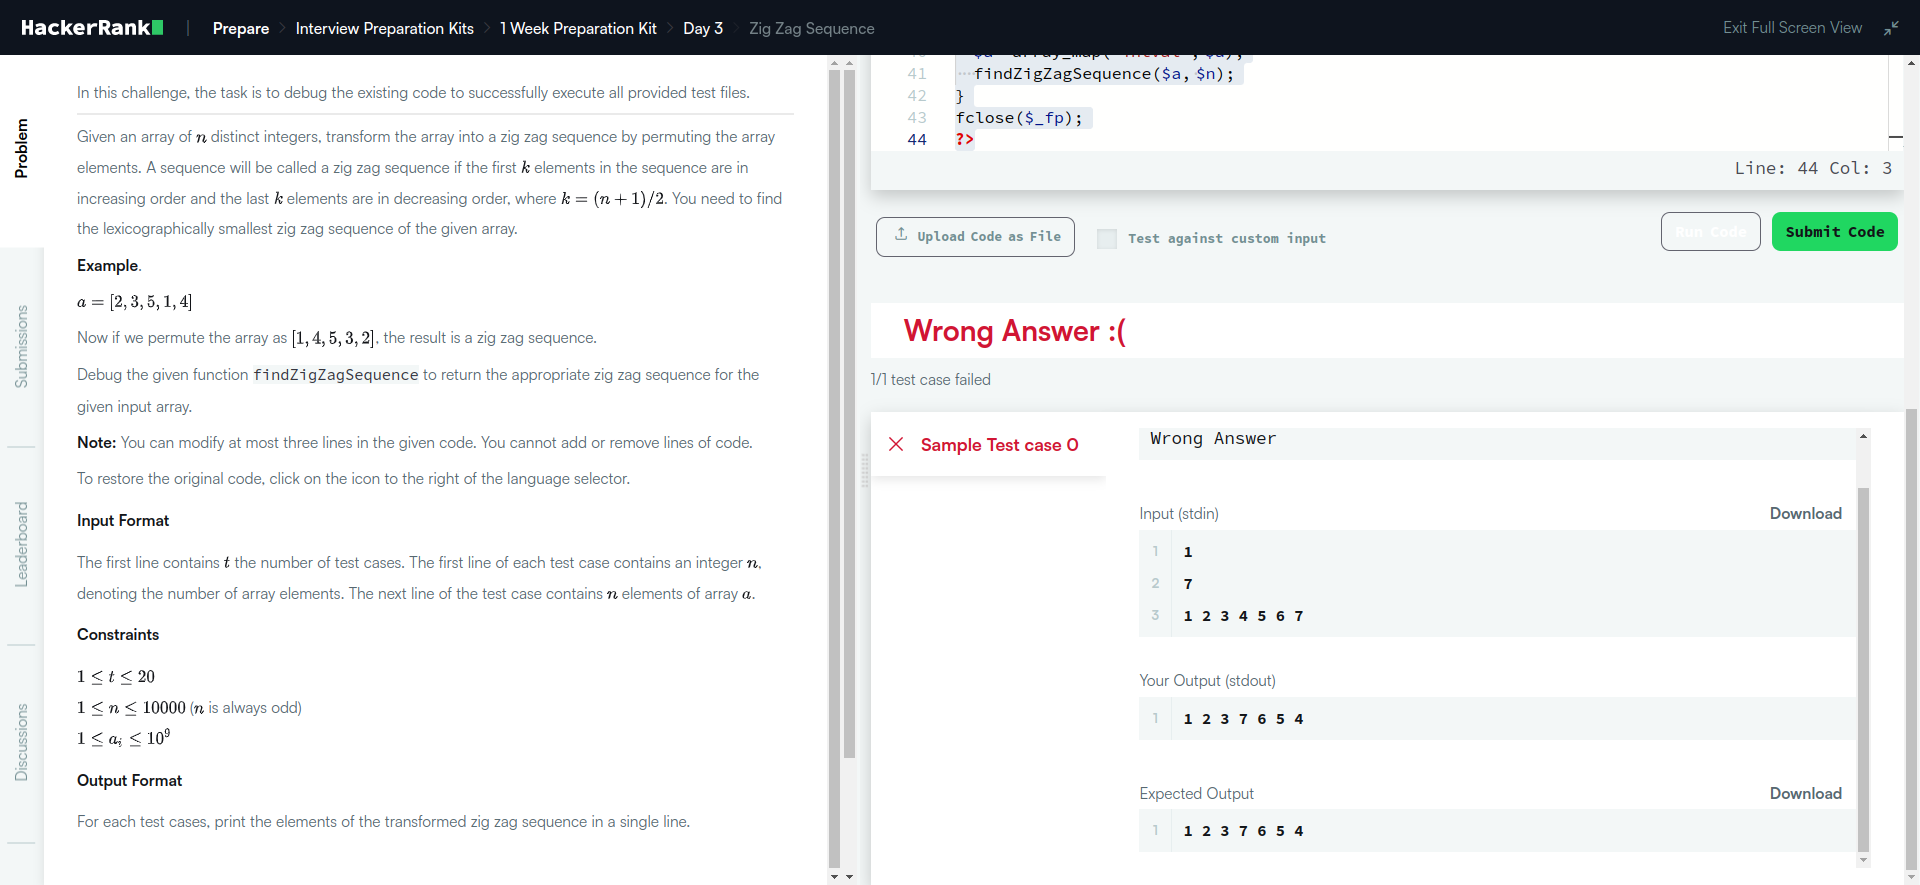 HackerRank
Prepare
Interview Preparation Kits
1 Week Preparation Kit
Day 3
Zig Zag Sequence
Exit Full Screen View
Problem
Submissions
Leaderboard
Discussions
In this challenge, the task is to debug the existing code to successfully execute all provided test files.
Given an array of n distinct integers, transform the array into a zig zag sequence by permuting the array
elements. A sequence will be called a zig zag sequence if the first k elements in the sequence are in
increasing order and the last k elements are in decreasing order, where k = (n + 1)/2. You need to find
the lexicographically smallest zig zag sequence of the given array.
Example.
a = [2, 3, 5, 1, 4]
Now if we permute the array as [1, 4, 5, 3, 2], the result is a zig zag sequence.
Debug the given function findZigZagSequence to return the appropriate zig zag sequence for the
given input array.
Note: You can modify at most three lines in the given code. You cannot add or remove lines of code.
To restore the original code, click on the icon to the right of the language selector.
Input Format
The first line contains t the number of test cases. The first line of each test case contains an integer n,
denoting the number of array elements. The next line of the test case contains n elements of array a.
Constraints
1 ≤ t ≤ 20
1 ≤ n ≤ 10000 (n is always odd)
1 ≤ aᵢ ≤ 10⁹
Output Format
For each test cases, print the elements of the transformed zig zag sequence in a single line.
41 findZigZagSequence($a, $n);
42 }
43 fclose($_fp);
44 ?>
Line: 44 Col: 3
Upload Code as File
Test against custom input
Run Code
Submit Code
Wrong Answer :(
1/1 test case failed
Sample Test case 0
Wrong Answer
Input (stdin)
Download
1 1
2 7
3 1 2 3 4 5 6 7
Your Output (stdout)
1 1 2 3 7 6 5 4
Expected Output
Download
1 1 2 3 7 6 5 4